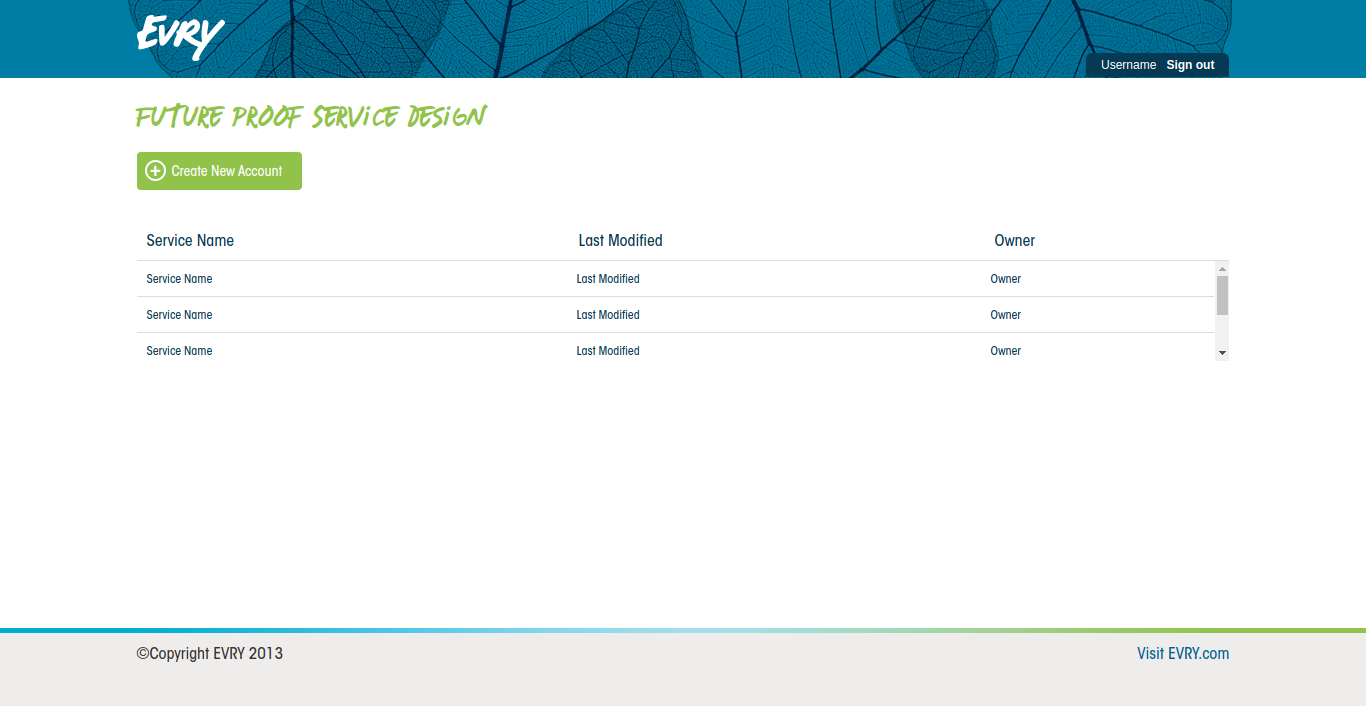 EVRY
Username Sign out
FUTURE PROOF SERVICE DESIGN
Create New Account
Service Name Last Modified Owner
Service Name Last Modified Owner
Service Name Last Modified Owner
Service Name Last Modified Owner
©Copyright EVRY 2013 Visit EVRY.com